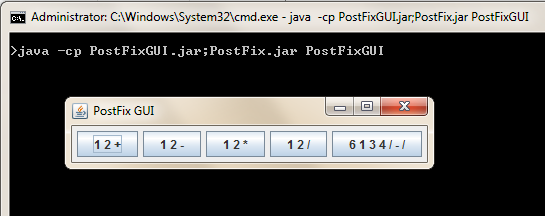 Administrator: C:\Windows\System32\cmd.exe - java -cp PostFixGUI.jar;PostFix.jar PostFixGUI
>java -cp PostFixGUI.jar;PostFix.jar PostFixGUI
PostFix GUI
1 2 + 1 2 - 1 2 * 1 2 / 6 1 3 4 / - /